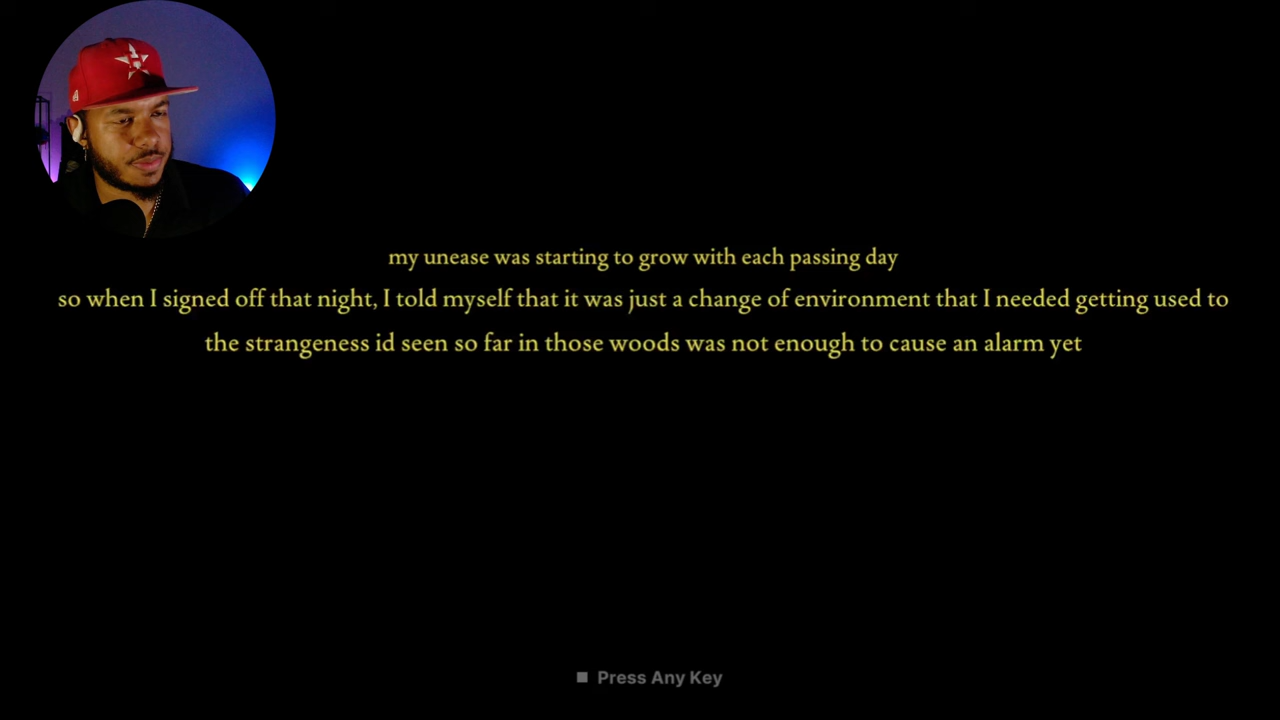 my unease was starting to grow with each passing day
so when I signed off that night, I told myself that it was just a change of environment that I needed getting used to
the strangeness id seen so far in those woods was not enough to cause an alarm yet
Press Any Key